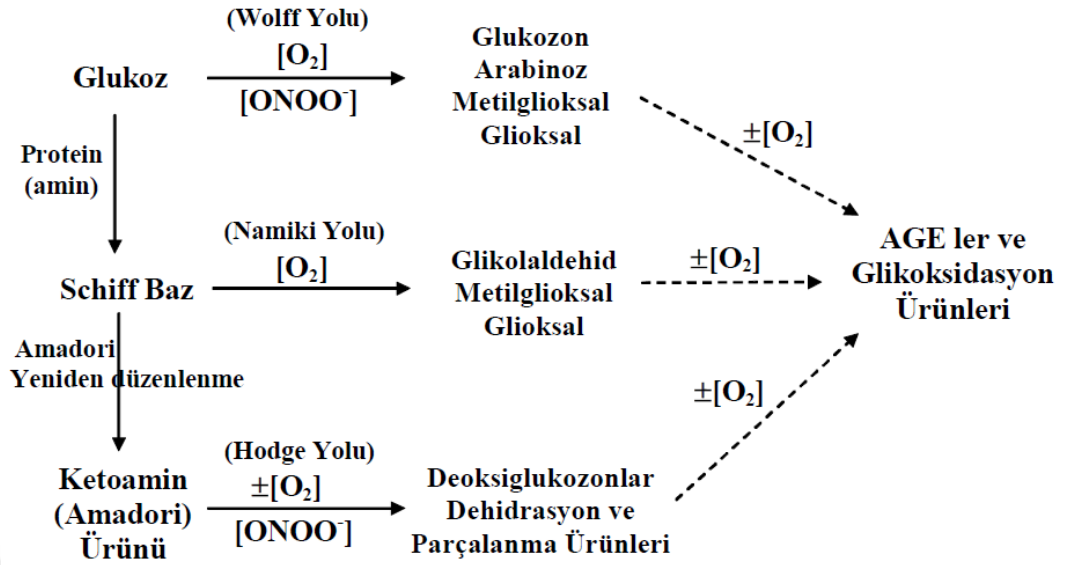 (Wolff Yolu)
[O₂]
Glukoz
[ONOO⁻]
Glukozon
Arabinoz
Metilglioksal
Glioksal
±[O₂]
Protein
(amin)
(Namiki Yolu)
[O₂]
Schiff Baz
Glikolaldehid
Metilglioksal
Glioksal
±[O₂]
AGE ler ve
Glikoksidasyon
Ürünleri
Amadori
Yeniden düzenlenme
±[O₂]
(Hodge Yolu)
±[O₂]
[ONOO⁻]
Ketoamin
(Amadori)
Ürünü
Deoksiglukozonlar
Dehidrasyon ve
Parçalanma Ürünleri